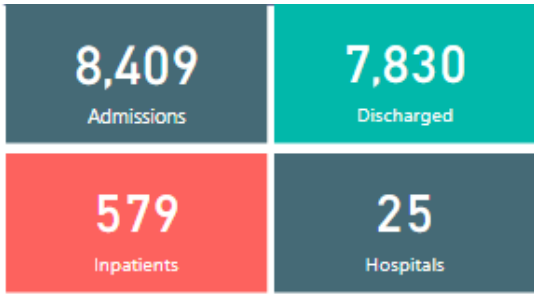 8,409
Admissions
7,830
Discharged
579
Inpatients
25
Hospitals